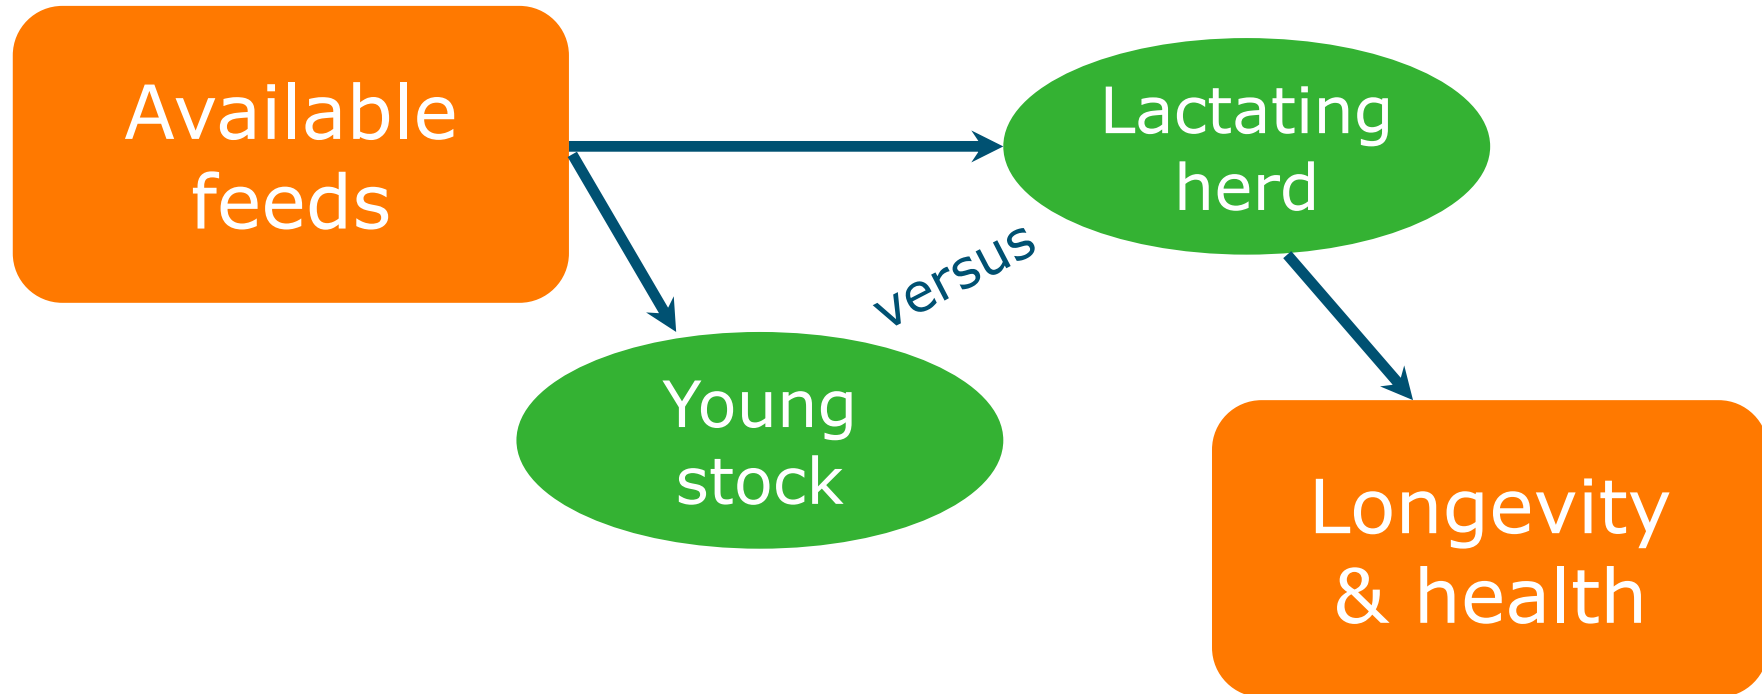 Available
feeds
Lactating
herd
versus
Young
stock
Longevity
& health